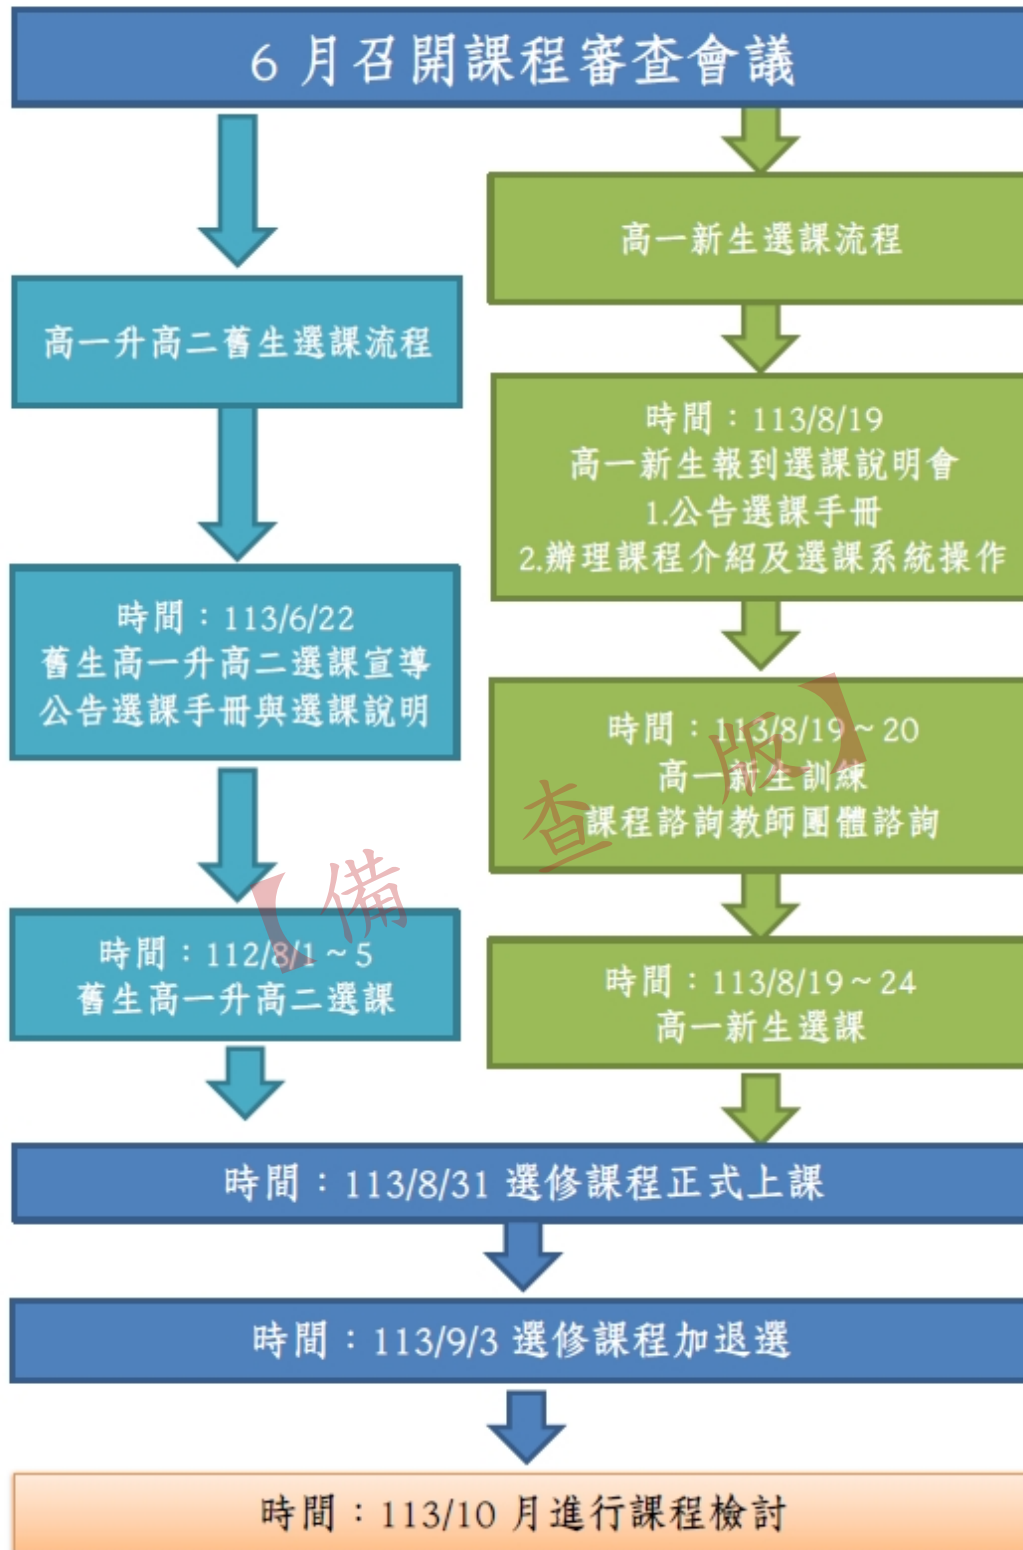 6 月召開課程審查會議
高一新生選課流程
高一升高二舊生選課流程
時間：113/8/19
高一新生報到選課說明會
1.公告選課手冊
2.辦理課程介紹及選課系統操作
時間：113/6/22
舊生高一升高二選課宣導
公告選課手冊與選課說明
時間：113/8/19～20
高一新生訓練
課程諮詢教師團體諮詢
時間：112/8/1～5
舊生高一升高二選課
時間：113/8/19～24
高一新生選課
時間：113/8/31 選修課程正式上課
時間：113/9/3 選修課程加退選
時間：113/10 月進行課程檢討
【備查版】